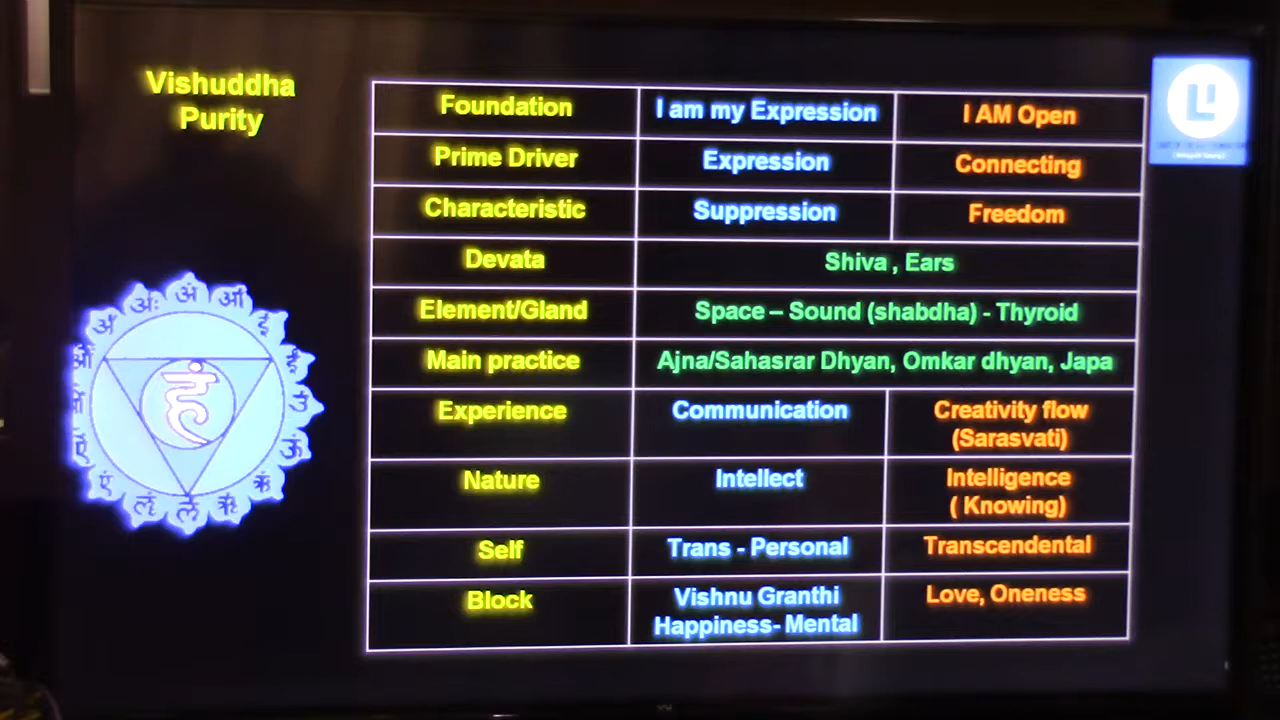 Vishuddha
Purity
Foundation I am my Expression I AM Open
Prime Driver Expression Connecting
Characteristic Suppression Freedom
Devata Shiva , Ears
Element/Gland Space – Sound (shabdha) - Thyroid
Main practice Ajna/Sahasrar Dhyan, Omkar dhyan, Japa
Experience Communication Creativity flow
(Sarasvati)
Nature Intellect Intelligence
( Knowing)
Self Trans - Personal Transcendental
Block Vishnu Granthi Love, Oneness
Happiness- Mental
अं
आं
इं
ईं
उं
ऊं
ऋं
ॠं
लृं
एं
ऐं
अः
हं